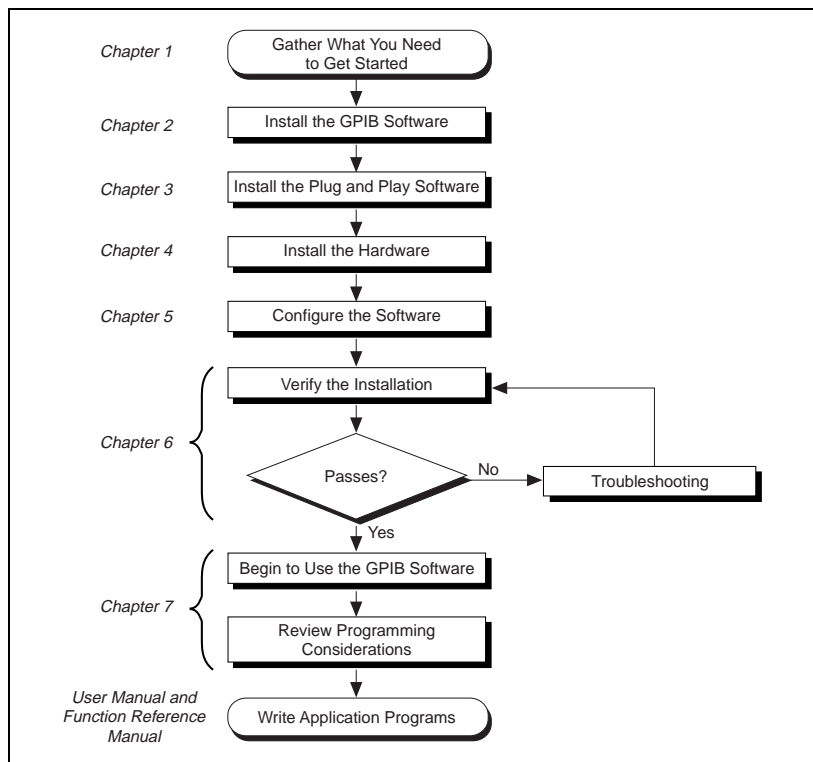 Chapter 1
Gather What You Need
to Get Started
Chapter 2
Install the GPIB Software
Chapter 3
Install the Plug and Play Software
Chapter 4
Install the Hardware
Chapter 5
Configure the Software
Chapter 6
Verify the Installation
Passes?
No
Troubleshooting
Yes
Chapter 7
Begin to Use the GPIB Software
Review Programming
Considerations
User Manual and
Function Reference
Manual
Write Application Programs